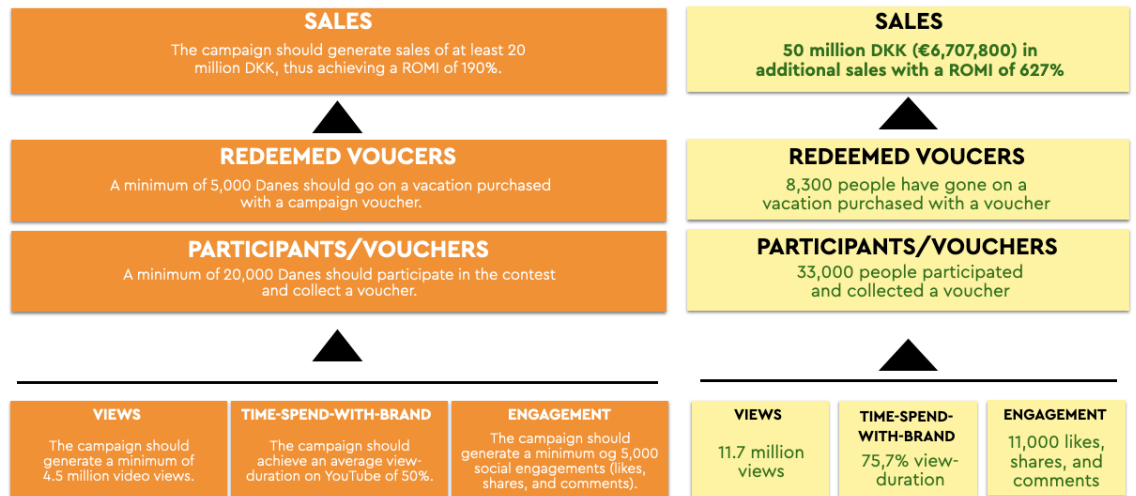 SALES
The campaign should generate sales of at least 20
million DKK, thus achieving a ROMI of 190%.
REDEEMED VOUCERS
A minimum of 5,000 Danes should go on a vacation purchased
with a campaign voucher.
PARTICIPANTS/VOUCHERS
A minimum of 20,000 Danes should participate in the contest
and collect a voucher.
VIEWS
The campaign should
generate a minimum of
4.5 million video views.
TIME-SPEND-WITH-BRAND
The campaign should
achieve an average view-
duration on YouTube of 50%.
ENGAGEMENT
The campaign should
generate a minimum og 5,000
social engagements (likes,
shares, and comments).
SALES
50 million DKK (€6,707,800) in
additional sales with a ROMI of 627%
REDEEMED VOUCERS
8,300 people have gone on a
vacation purchased with a voucher
PARTICIPANTS/VOUCHERS
33,000 people participated
and collected a voucher
VIEWS
11.7 million
views
TIME-SPEND-
WITH-BRAND
75,7% view-
duration
ENGAGEMENT
11,000 likes,
shares, and
comments